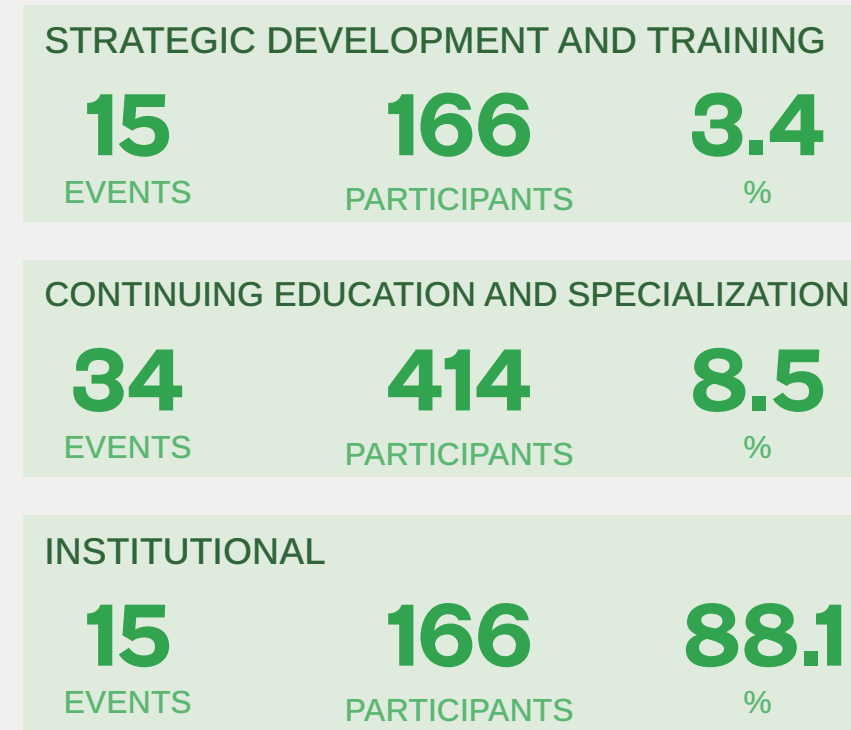 STRATEGIC DEVELOPMENT AND TRAINING
15 166 3.4
EVENTS PARTICIPANTS %
CONTINUING EDUCATION AND SPECIALIZATION
34 414 8.5
EVENTS PARTICIPANTS %
INSTITUTIONAL
15 166 88.1
EVENTS PARTICIPANTS %